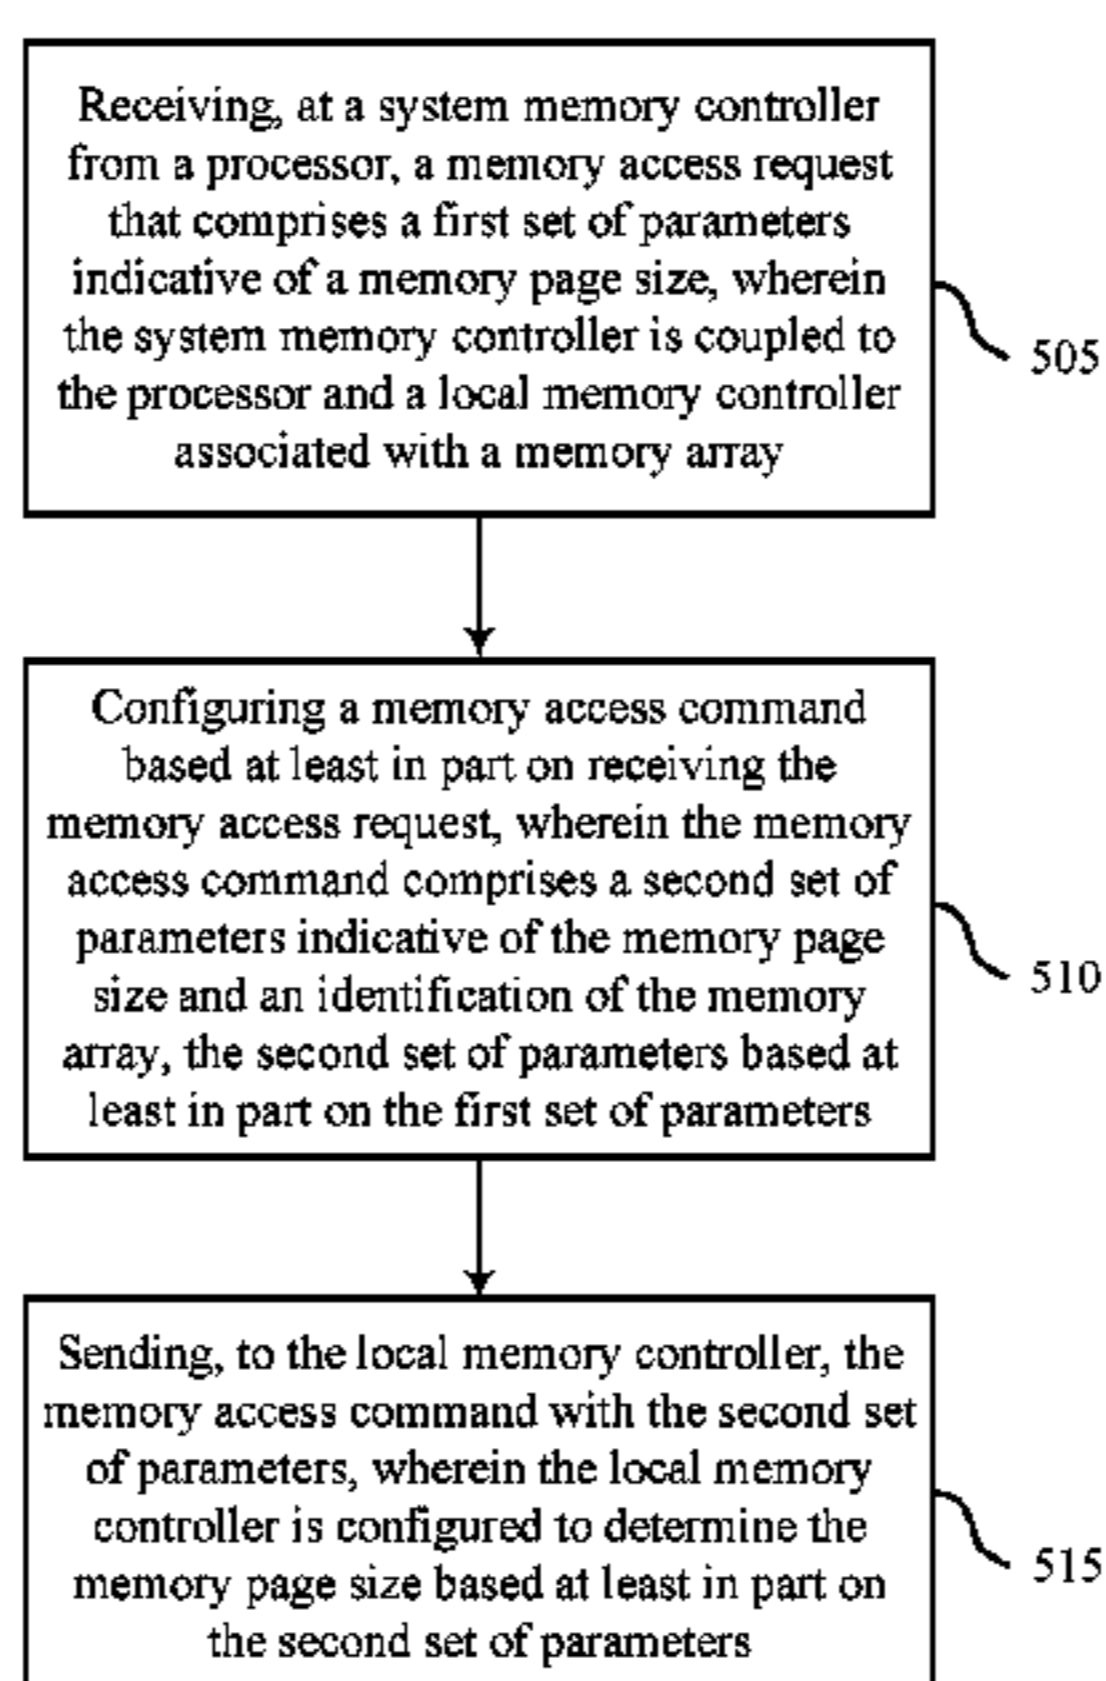 Receiving, at a system memory controller
from a processor, a memory access request
that comprises a first set of parameters
indicative of a memory page size, wherein
the system memory controller is coupled to
the processor and a local memory controller
associated with a memory array
505
Configuring a memory access command
based at least in part on receiving the
memory access request, wherein the memory
access command comprises a second set of
parameters indicative of the memory page
size and an identification of the memory
array, the second set of parameters based at
least in part on the first set of parameters
510
Sending, to the local memory controller, the
memory access command with the second set
of parameters, wherein the local memory
controller is configured to determine the
memory page size based at least in part on
the second set of parameters
515